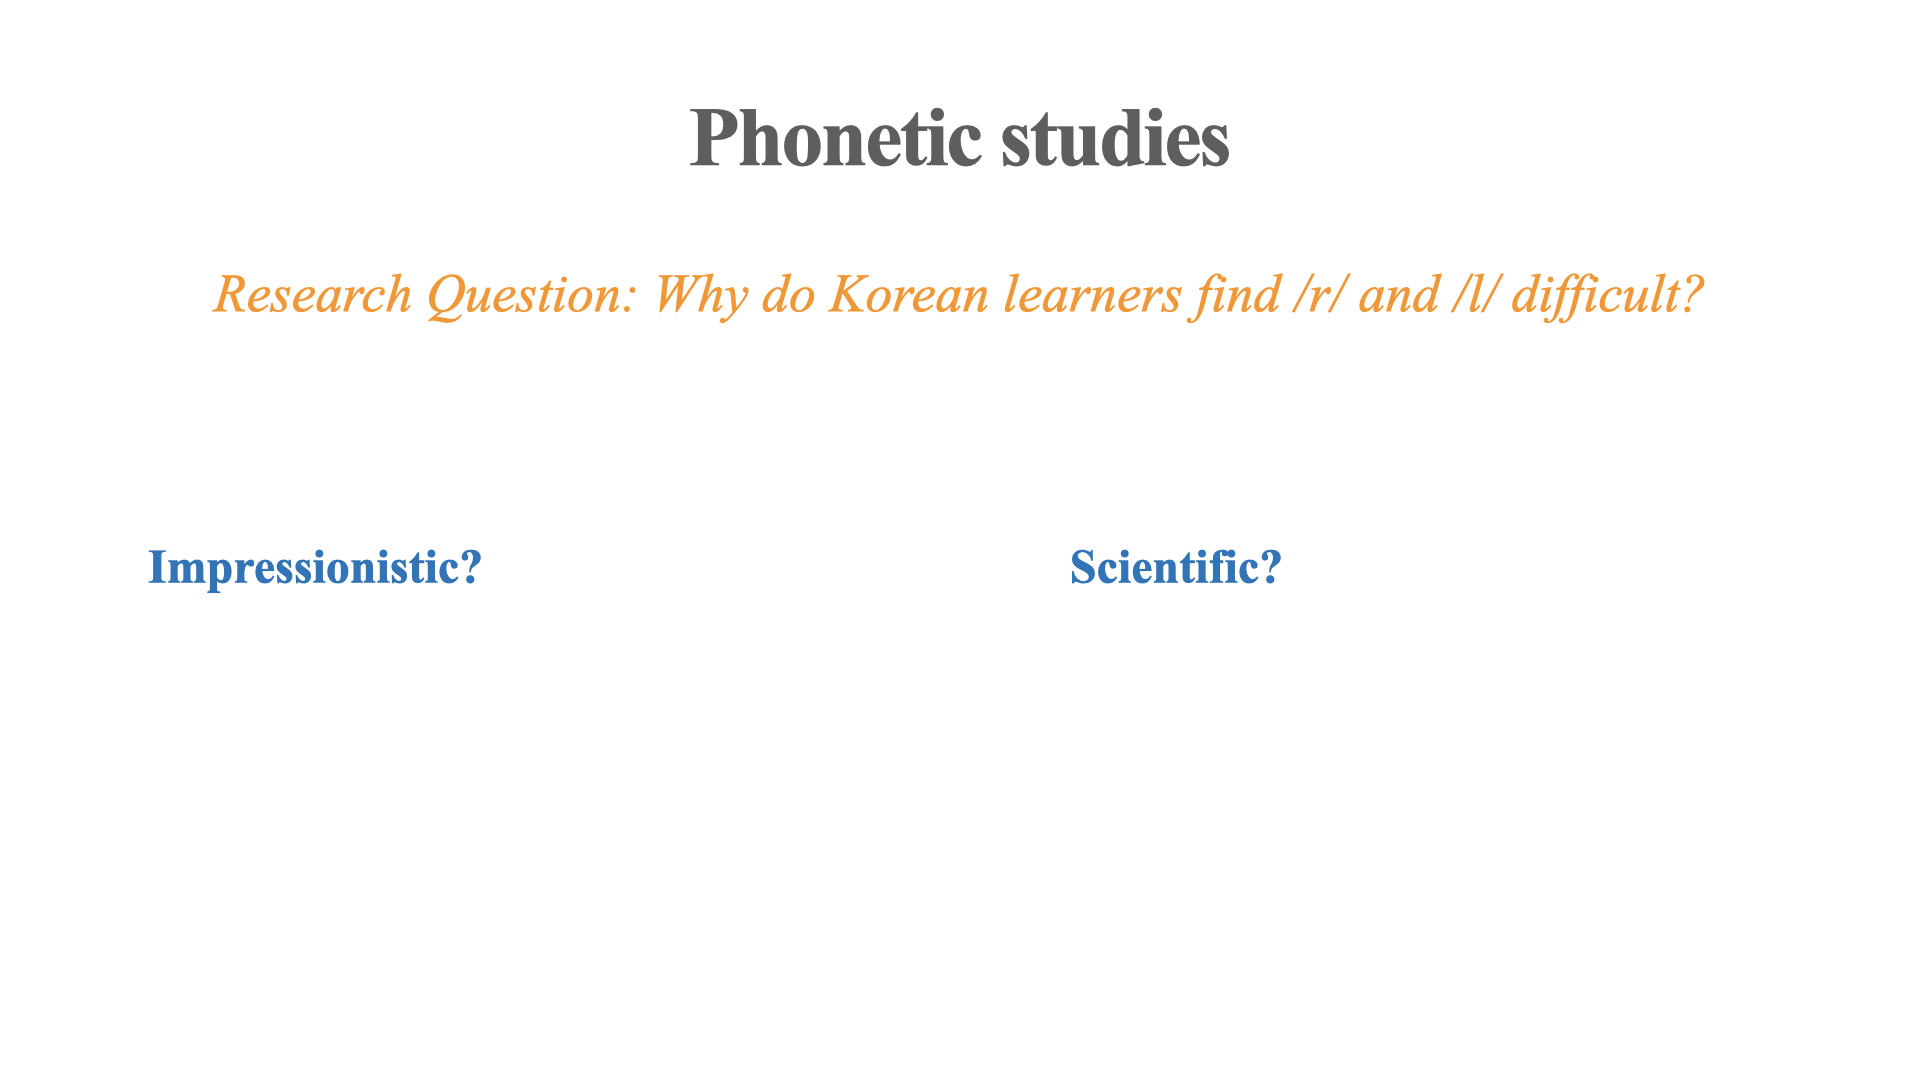 Phonetic studies
Research Question: Why do Korean learners find /r/ and /l/ difficult?
Impressionistic?
Scientific?